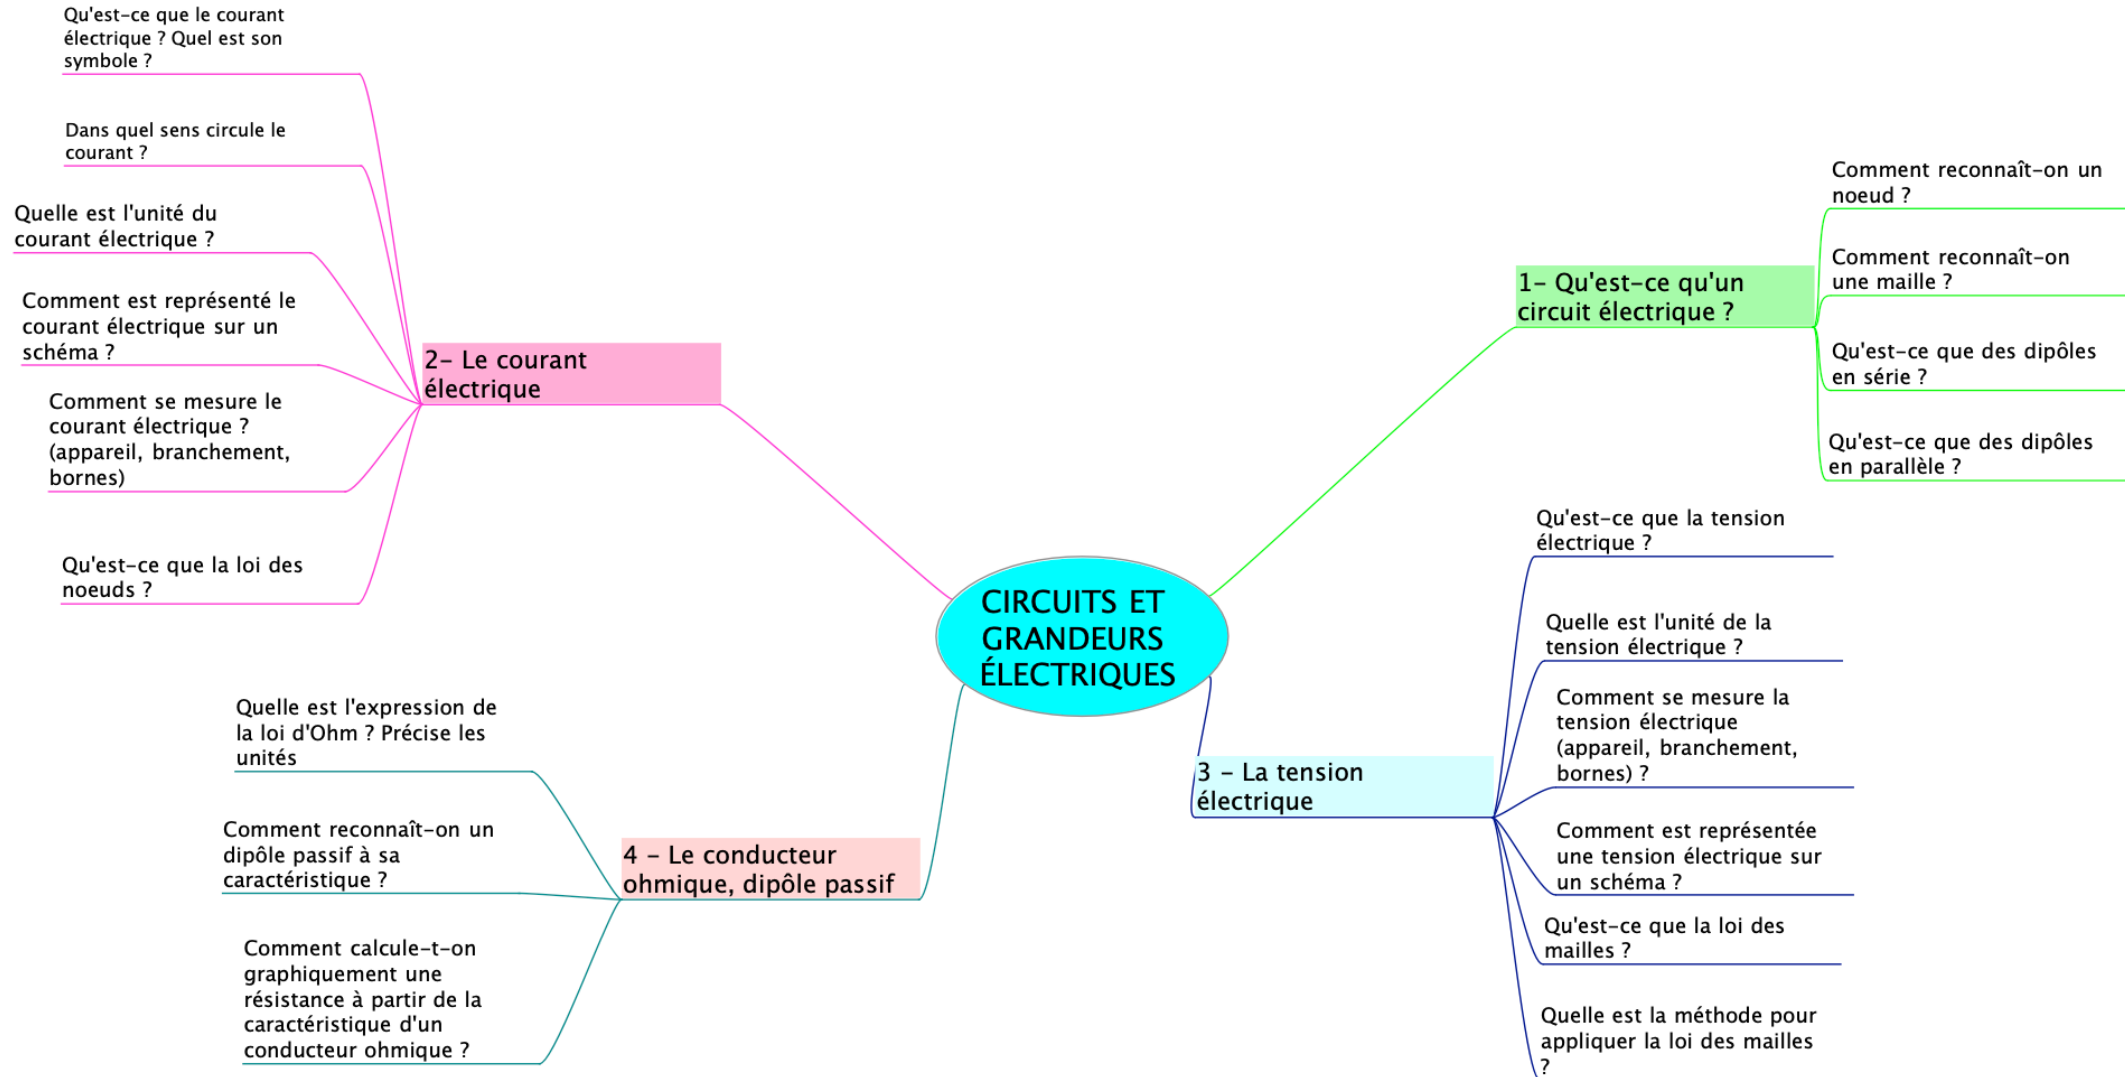 CIRCUITS ET
GRANDEURS
ÉLECTRIQUES
1- Qu'est-ce qu'un
circuit électrique ?
Comment reconnaît-on un
noeud ?
Comment reconnaît-on
une maille ?
Qu'est-ce que des dipôles
en série ?
Qu'est-ce que des dipôles
en parallèle ?
2- Le courant
électrique
Qu'est-ce que le courant
électrique ? Quel est son
symbole ?
Dans quel sens circule le
courant ?
Quelle est l'unité du
courant électrique ?
Comment est représenté le
courant électrique sur un
schéma ?
Comment se mesure le
courant électrique ?
(appareil, branchement,
bornes)
Qu'est-ce que la loi des
noeuds ?
3 - La tension
électrique
Qu'est-ce que la tension
électrique ?
Quelle est l'unité de la
tension électrique ?
Comment se mesure la
tension électrique
(appareil, branchement,
bornes) ?
Comment est représentée
une tension électrique sur
un schéma ?
Qu'est-ce que la loi des
mailles ?
Quelle est la méthode pour
appliquer la loi des mailles
?
4 - Le conducteur
ohmique, dipôle passif
Quelle est l'expression de
la loi d'Ohm ? Précise les
unités
Comment reconnaît-on un
dipôle passif à sa
caractéristique ?
Comment calcule-t-on
graphiquement une
résistance à partir de la
caractéristique d'un
conducteur ohmique ?